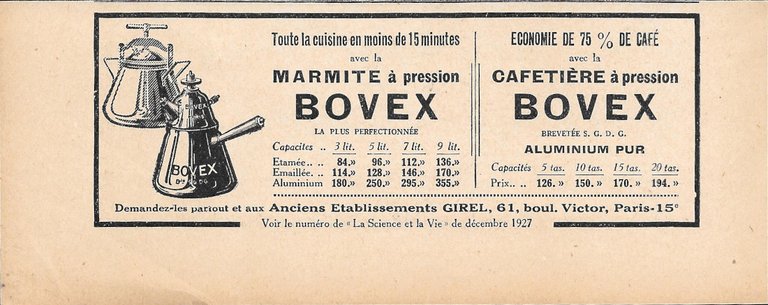 BOVEX
Toute la cuisine en moins de 15 minutes
avec la
MARMITE à pression
BOVEX
LA PLUS PERFECTIONNÉE
Capacites .. 3 lit. 5 lit. 7 lit. 9 lit.
Etamée.. .. 84.» 96.» 112.» 136.»
Emaillée.. .. 114.» 128.» 146.» 170.»
Aluminium 180.» 250.» 295.» 355.»
ECONOMIE DE 75 % DE CAFÉ
avec la
CAFETIÈRE à pression
BOVEX
BREVETÉE S. G. D. G.
ALUMINIUM PUR
Capacités 5 tas. 10 tas. 15 tas. 20 tas.
Prix.. .. 126.» 150.» 170.» 194.»
Demandez-les partout et aux Anciens Etablissements GIREL, 61, boul. Victor, Paris-15e
Voir le numéro de « La Science et la Vie » de décembre 1927